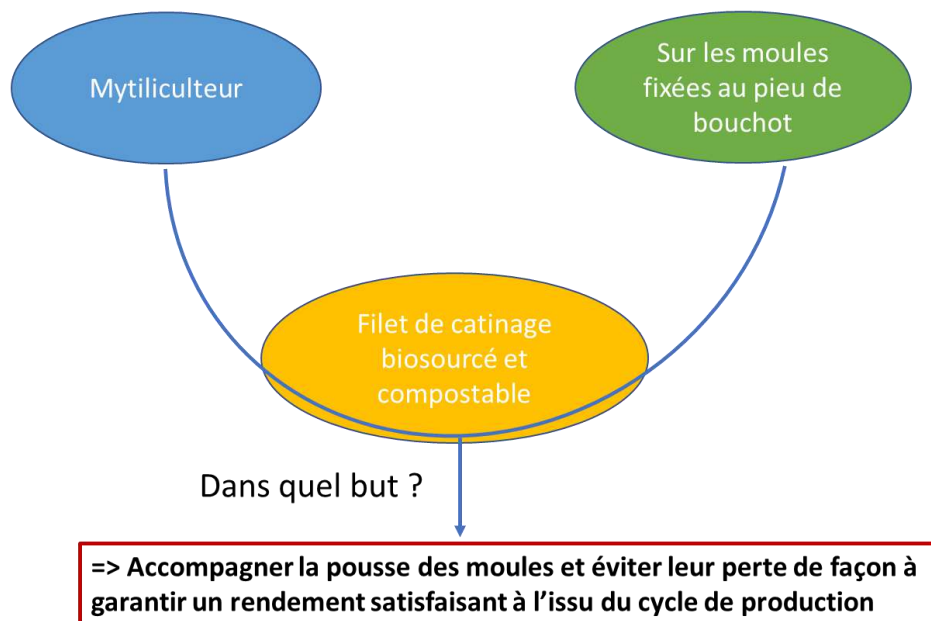 Mytiliculteur
Sur les moules
fixées au pieu de
bouchot
Filet de catinage
biosourcé et
compostable
Dans quel but ?
=> Accompagner la pousse des moules et éviter leur perte de façon à
garantir un rendement satisfaisant à l’issu du cycle de production